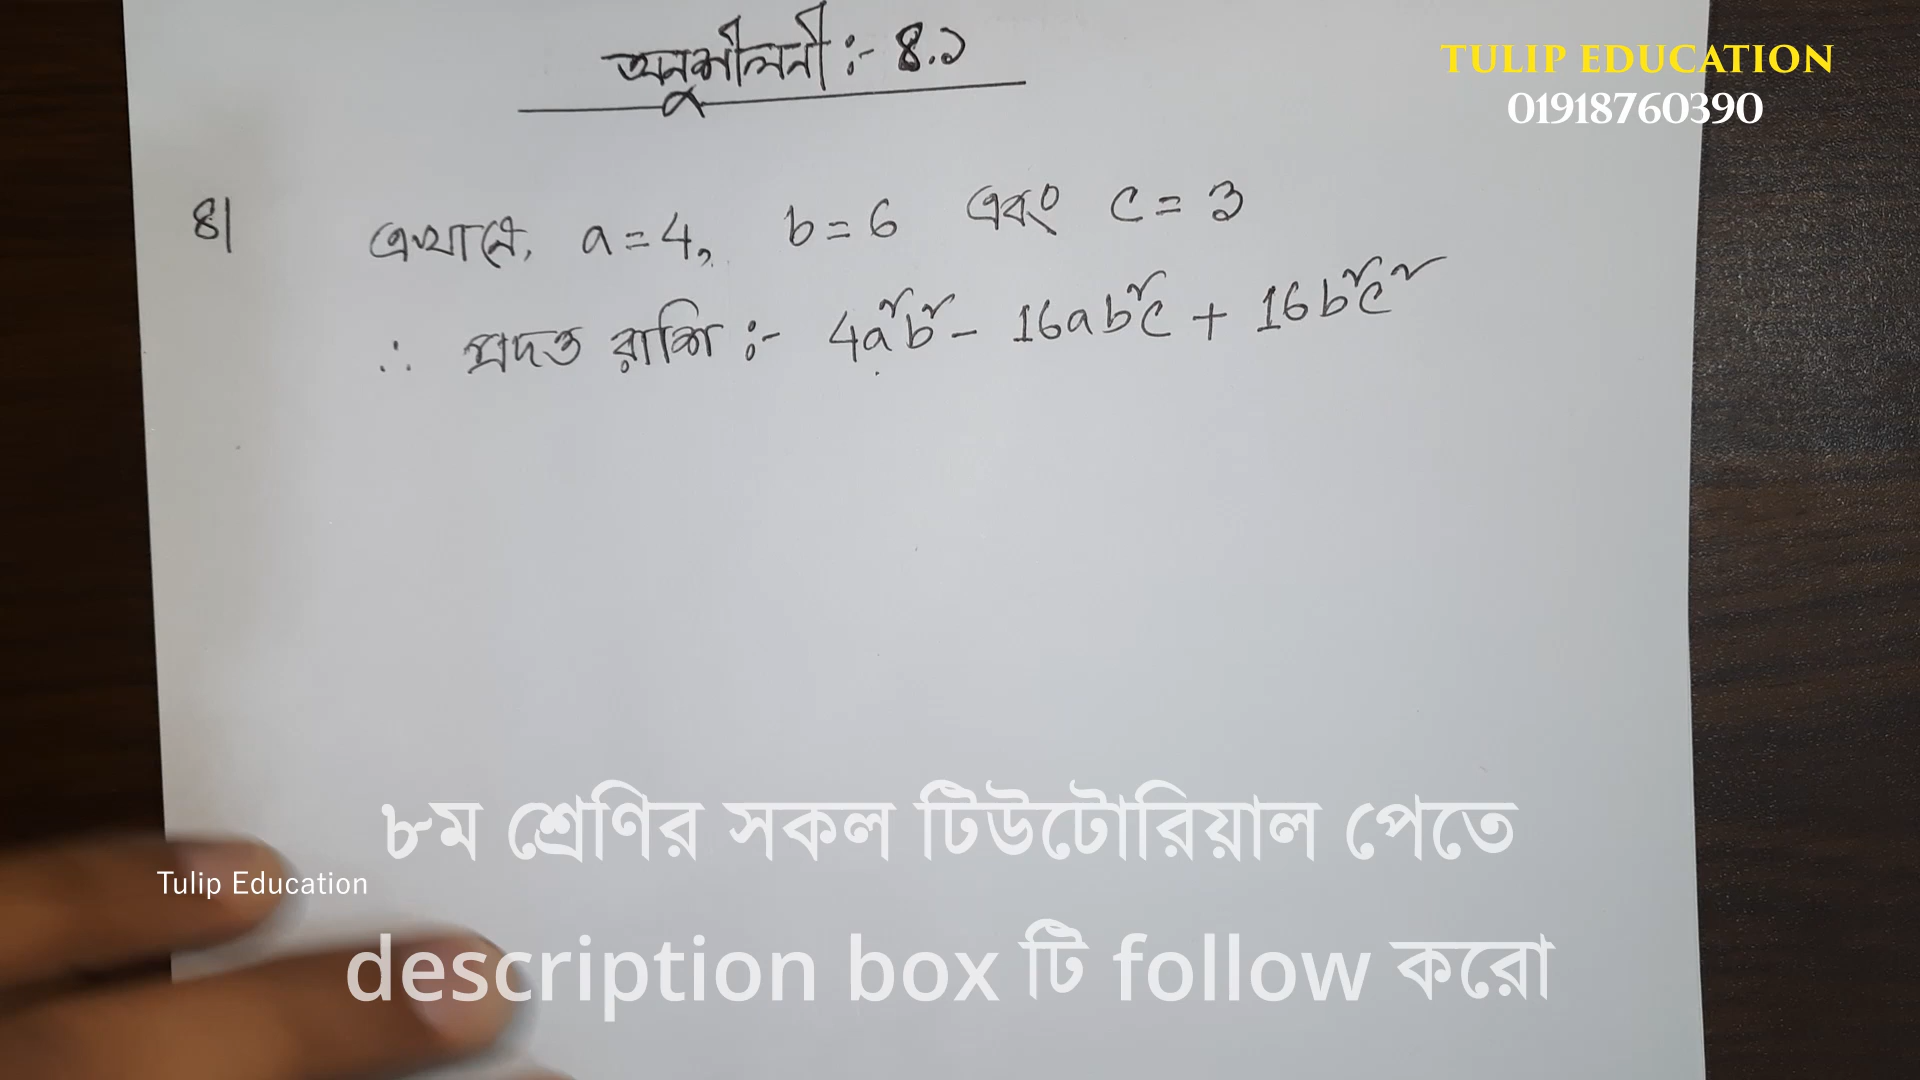 অনুশীলনী :- ৪.১
TULIP EDUCATION
01918760390
৪| এখানে, a = 4, b = 6 এবং c = 3
∴ প্রদত্ত রাশি :- 4a²b² - 16ab²c + 16b²c²
৮ম শ্রেণির সকল টিউটোরিয়াল পেতে
Tulip Education
description box টি follow করো